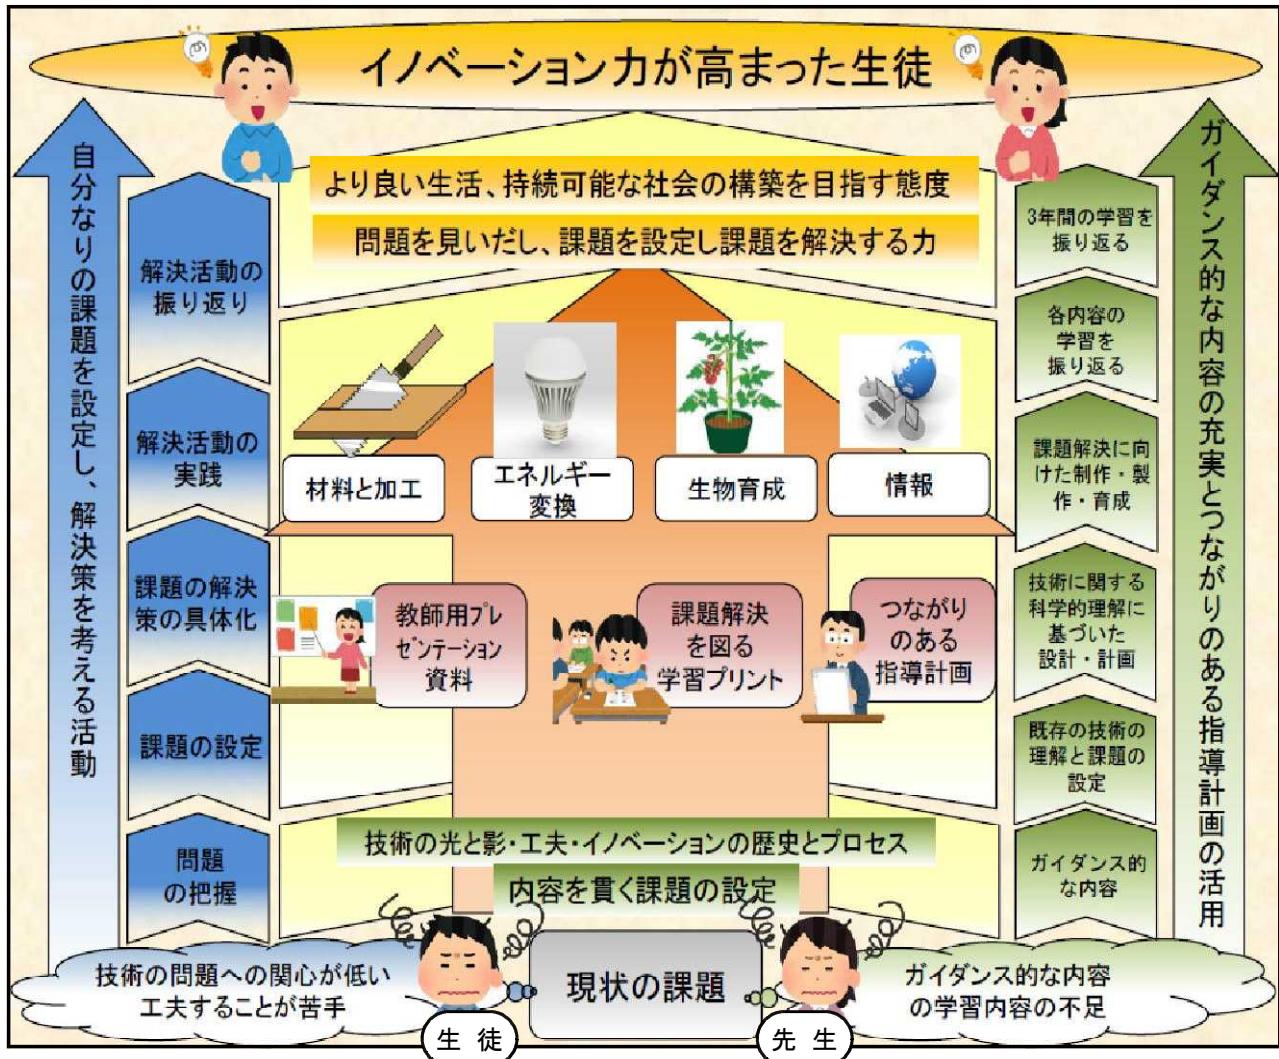 イノベーション力が高まった生徒
自分なりの課題を設定し、解決策を考える活動
ガイダンス的な内容の充実とつながりのある指導計画の活用
より良い生活、持続可能な社会の構築を目指す態度
問題を見いだし、課題を設定し課題を解決する力
解決活動の
振り返り
解決活動の
実践
課題の解決
策の具体化
課題の設定
問題
の把握
3年間の学習を
振り返る
各内容の
学習を
振り返る
課題解決に向
けた制作・製
作・育成
技術に関する
科学的理解に
基づいた
設計・計画
既存の技術の
理解と課題の
設定
ガイダンス的
な内容
材料と加工
エネルギー
変換
生物育成
情報
教師用プレ
ゼンテーション
資料
課題解決
を図る
学習プリント
つながり
のある
指導計画
技術の光と影・工夫・イノベーションの歴史とプロセス
内容を貫く課題の設定
技術の問題への関心が低い
工夫することが苦手
現状の課題
ガイダンス的な内容
の学習内容の不足
生 徒
先 生